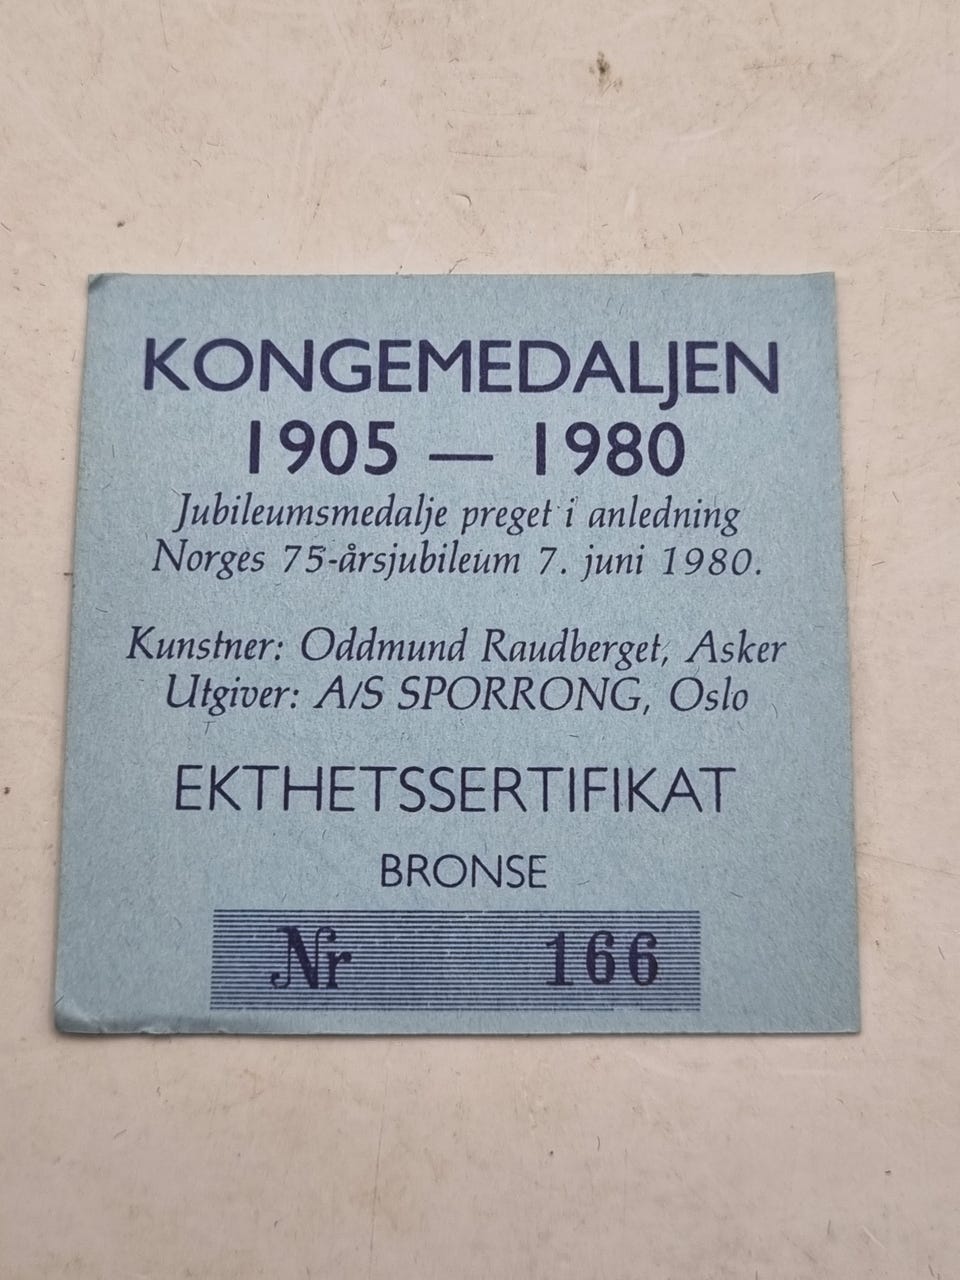 KONGEMEDALJEN
1905 — 1980
Jubileumsmedalje preget i anledning
Norges 75-årsjubileum 7. juni 1980.
Kunstner: Oddmund Raudberget, Asker
Utgiver: A/S SPORRONG, Oslo
EKTHETSSERTIFIKAT
BRONSE
Nr 166